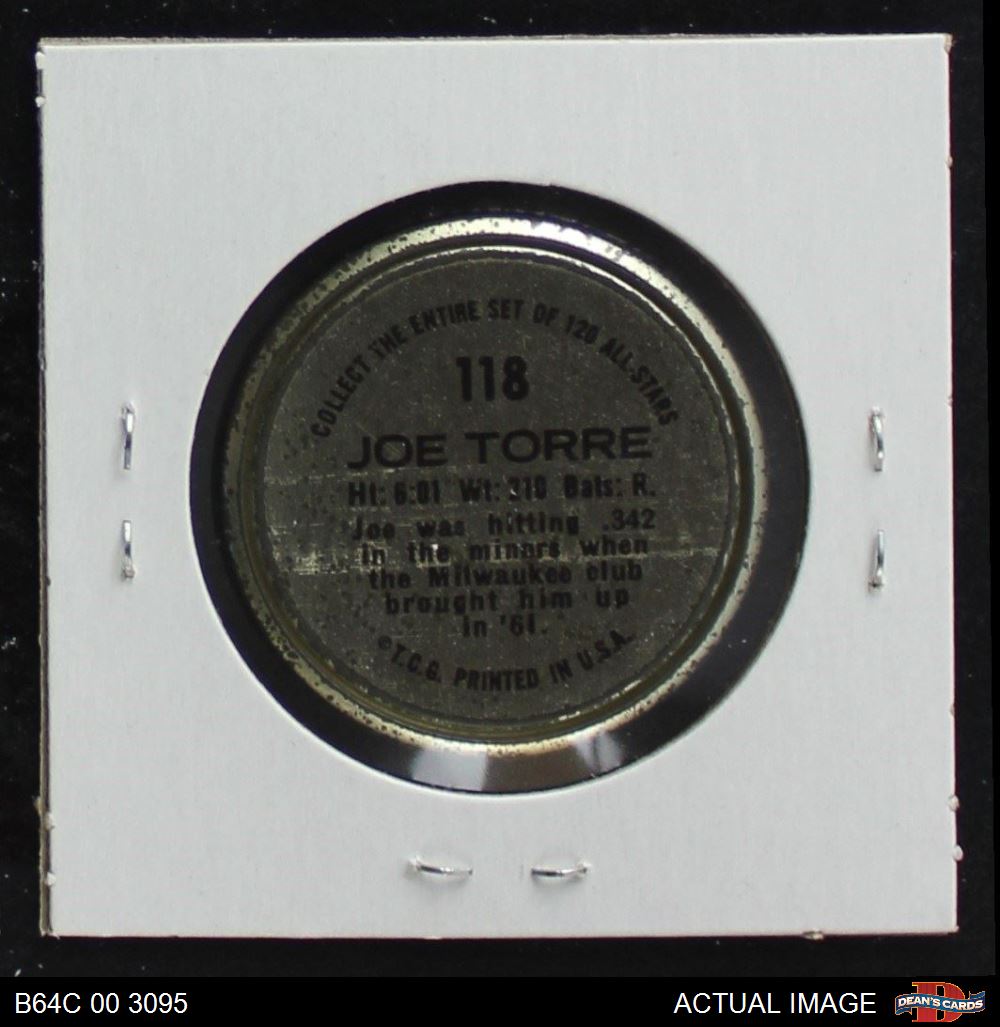 COLLECT THE ENTIRE SET OF 120 ALL-STARS
118
JOE TORRE
Ht: 6:01 Wt: 210 Bats: R.
Joe was hitting .342
in the minors when
the Milwaukee club
brought him up
in '61.
©T.C.G. PRINTED IN U.S.A.
B64C 00 3095
ACTUAL IMAGE
DEAN'S CARDS